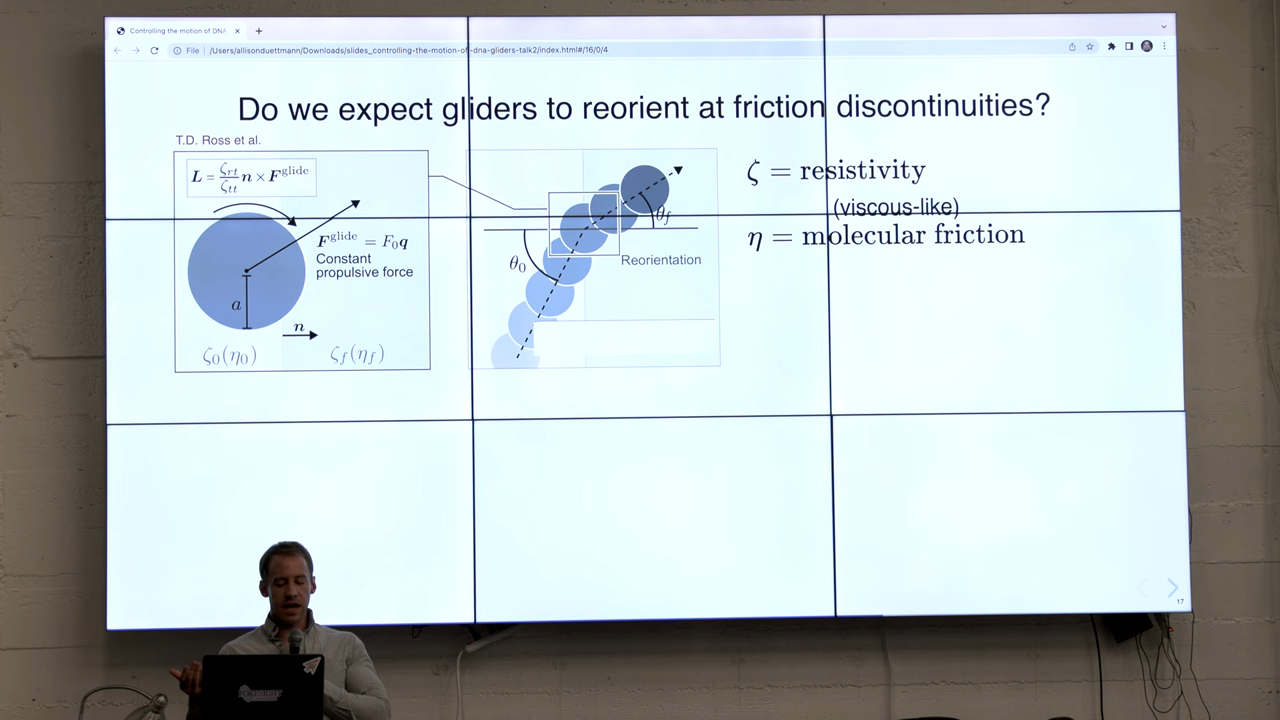 Controlling the motion of DNA
File /Users/allisonduettmann/Downloads/slides_controlling-the-motion-of-dna-gliders-talk2/index.html#/16/0/4
Do we expect gliders to reorient at friction discontinuities?
T.D. Ross et al.
L = ζrt/ζtt n × F^glide
F^glide = F₀q
Constant
propulsive force
a
n
ζ₀(η₀)
ζf(ηf)
θf
θ₀
Reorientation
ζ = resistivity
(viscous-like)
η = molecular friction
17